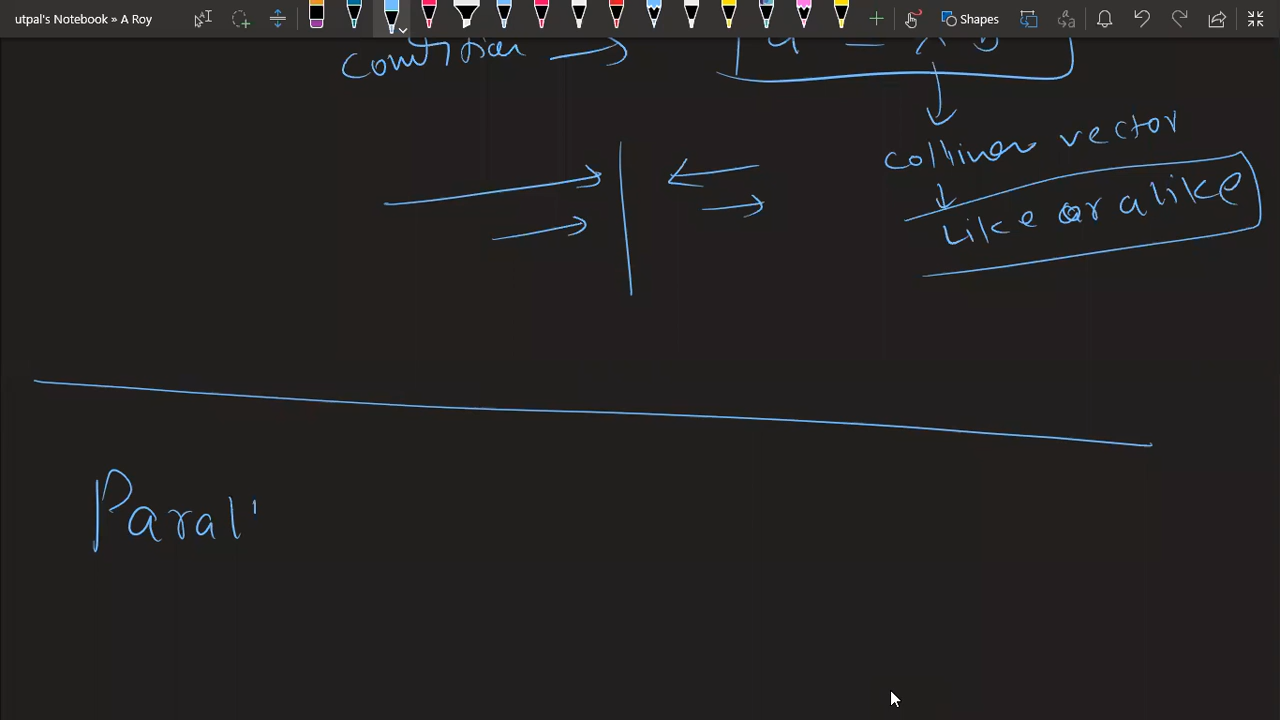 utpal's Notebook » A Roy
Shapes
condition →
collinear vector
Like or alike
Paral